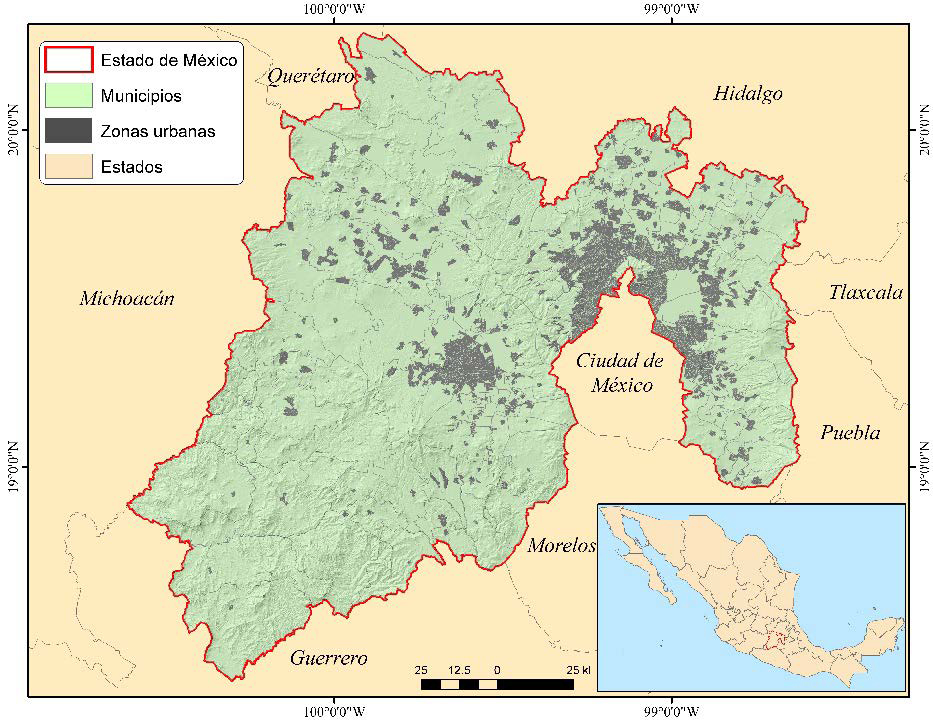 100°0'0"W
99°0'0"W
Estado de México
Municipios
Zonas urbanas
Estados
Querétaro
Hidalgo
20°0'0"N
20°0'0"N
Michoacán
Tlaxcala
Ciudad de
México
Puebla
19°0'0"N
19°0'0"N
Morelos
Guerrero
25 12.5 0 25 kl
100°0'0"W
99°0'0"W